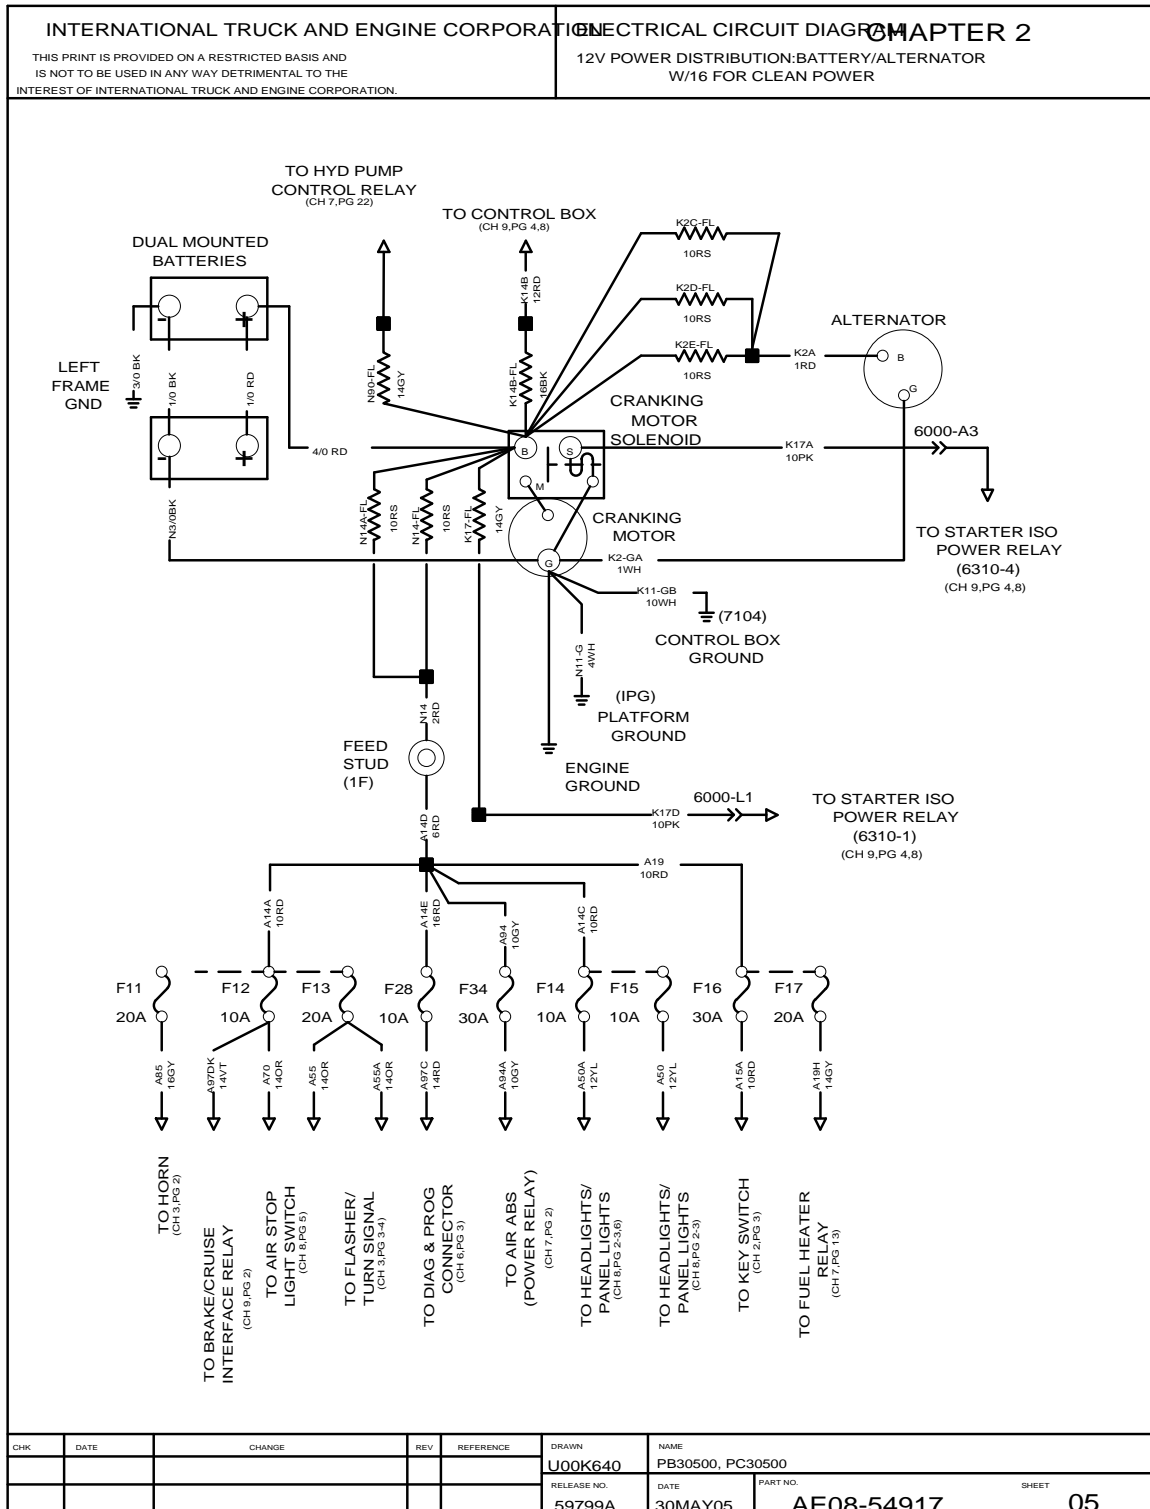 INTERNATIONAL TRUCK AND ENGINE CORPORATION
THIS PRINT IS PROVIDED ON A RESTRICTED BASIS AND
IS NOT TO BE USED IN ANY WAY DETRIMENTAL TO THE
INTEREST OF INTERNATIONAL TRUCK AND ENGINE CORPORATION.
ELECTRICAL CIRCUIT DIAGRAM
CHAPTER 2
12V POWER DISTRIBUTION:BATTERY/ALTERNATOR
W/16 FOR CLEAN POWER
TO HYD PUMP
CONTROL RELAY
(CH 7,PG 22)
TO CONTROL BOX
(CH 9,PG 4,8)
DUAL MOUNTED
BATTERIES
K14B
12RD
K2C-FL
10RS
K2D-FL
10RS
K2E-FL
10RS
K2A
1RD
ALTERNATOR
B
G
- +
3/0 BK
1/0 BK
1/0 RD
LEFT
FRAME
GND
- +
N90-FL
14GY
K14B-FL
16BK
CRANKING
MOTOR
SOLENOID
4/0 RD
B
S
M
K17A
10PK
6000-A3
N3/0BK
N14A-FL
10RS
N14-FL
10RS
K17-FL
14GY
CRANKING
MOTOR
G
K2-GA
1WH
TO STARTER ISO
POWER RELAY
(6310-4)
(CH 9,PG 4,8)
K11-GB
10WH
(7104)
CONTROL BOX
GROUND
N11-G
4WH
(IPG)
PLATFORM
GROUND
N14
2RD
FEED
STUD
(1F)
ENGINE
GROUND
A14D
6RD
K17D
10PK
6000-L1
TO STARTER ISO
POWER RELAY
(6310-1)
(CH 9,PG 4,8)
A19
10RD
A14A
10RD
A14E
16RD
A94
10GY
A14C
10RD
F11
20A
F12
10A
F13
20A
F28
10A
F34
30A
F14
10A
F15
10A
F16
30A
F17
20A
A85
16GY
A97DK
14VT
A70
14OR
A55
14OR
A55A
14OR
A97C
14RD
A94A
10GY
A50A
12YL
A50
12YL
A15A
10RD
A19H
14GY
TO HORN
(CH 3,PG 2)
TO BRAKE/CRUISE
INTERFACE RELAY
(CH 9,PG 2)
TO AIR STOP
LIGHT SWITCH
(CH 8,PG 5)
TO FLASHER/
TURN SIGNAL
(CH 3,PG 3-4)
TO DIAG & PROG
CONNECTOR
(CH 6,PG 3)
TO AIR ABS
(POWER RELAY)
(CH 7,PG 2)
TO HEADLIGHTS/
PANEL LIGHTS
(CH 8,PG 2-3,6)
TO HEADLIGHTS/
PANEL LIGHTS
(CH 8,PG 2-3)
TO KEY SWITCH
(CH 2,PG 3)
TO FUEL HEATER
RELAY
(CH 7,PG 13)
CHK DATE CHANGE REV REFERENCE
DRAWN
U00K640
NAME
PB30500, PC30500
RELEASE NO.
59799A
DATE
30MAY05
PART NO.
AE08-54917
SHEET
05